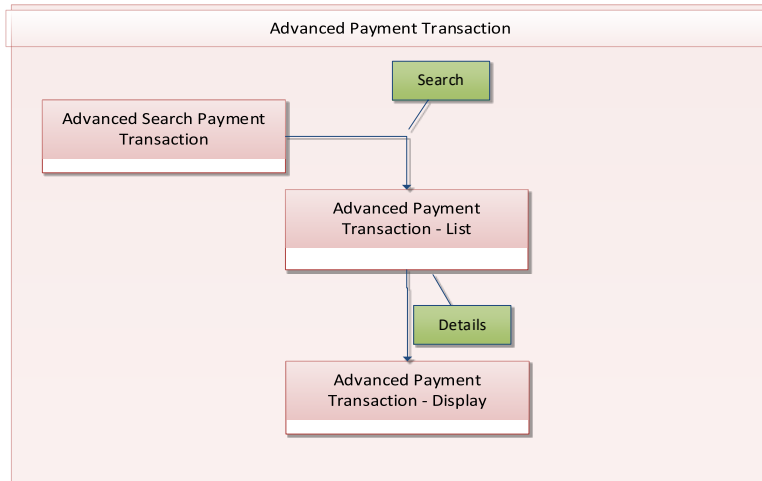 Advanced Payment Transaction
Search
Advanced Search Payment
Transaction
Advanced Payment
Transaction - List
Details
Advanced Payment
Transaction - Display